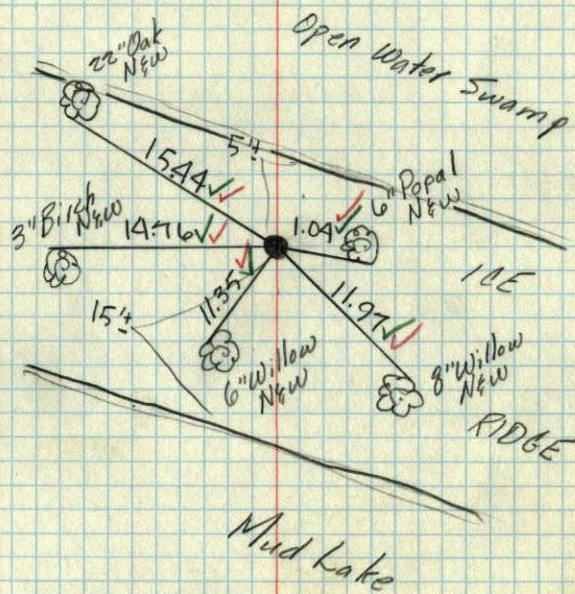 Open Water Swamp
22" Oak
NEW
15.44
5'±
6" Popal
NEW
3" Birch
NEW
14.76
1.04
ICE
RIDGE
15'±
11.35
11.97
6" Willow
NEW
8" Willow
NEW
Mud Lake